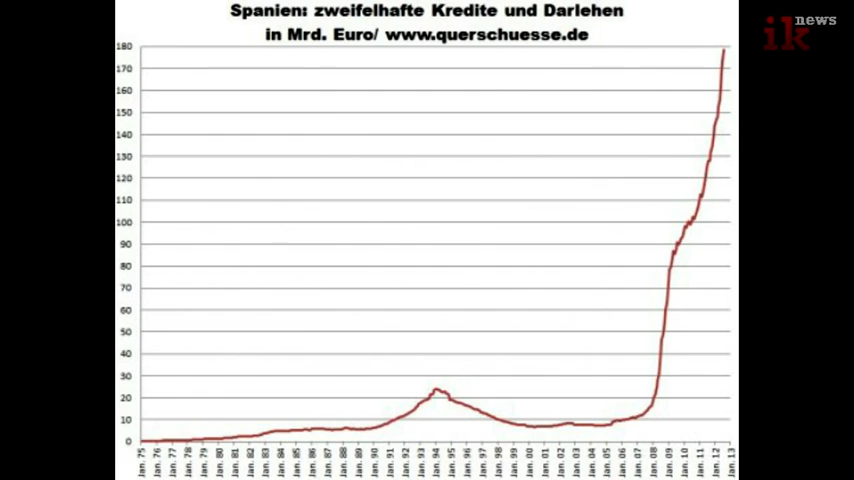 Spanien: zweifelhafte Kredite und Darlehen
in Mrd. Euro/ www.querschuesse.de
ik news
180
170
160
150
140
130
120
110
100
90
80
70
60
50
40
30
20
10
0
Jan. 75
Jan. 76
Jan. 77
Jan. 78
Jan. 79
Jan. 80
Jan. 81
Jan. 82
Jan. 83
Jan. 84
Jan. 85
Jan. 86
Jan. 87
Jan. 88
Jan. 89
Jan. 90
Jan. 91
Jan. 92
Jan. 93
Jan. 94
Jan. 95
Jan. 96
Jan. 97
Jan. 98
Jan. 99
Jan. 00
Jan. 01
Jan. 02
Jan. 03
Jan. 04
Jan. 05
Jan. 06
Jan. 07
Jan. 08
Jan. 09
Jan. 10
Jan. 11
Jan. 12
Jan. 13